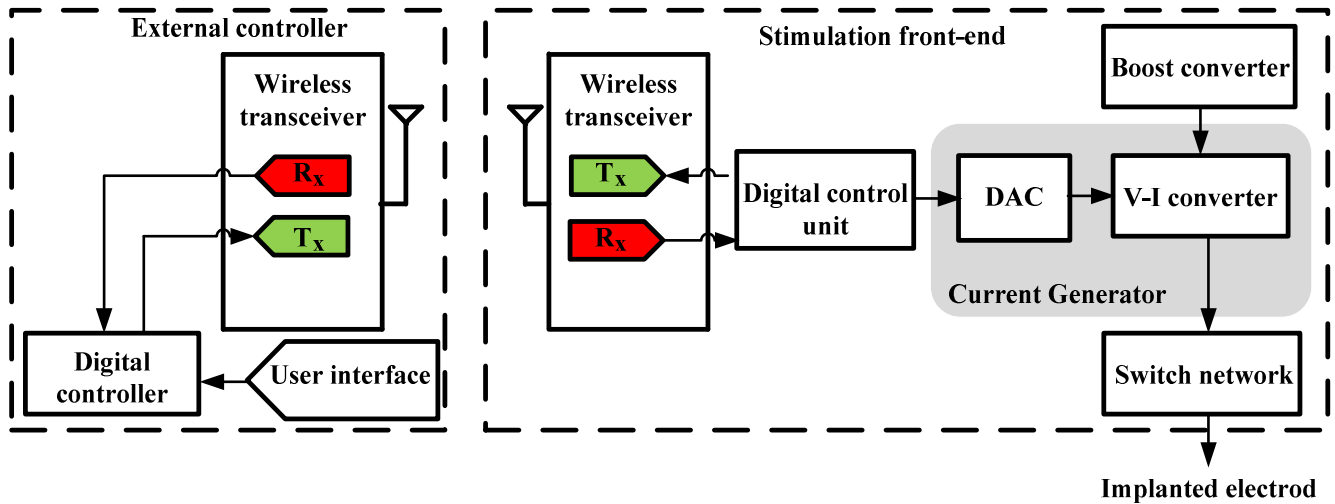 External controller
Wireless
transceiver
Rx
Tx
Digital
controller
User interface
Stimulation front-end
Wireless
transceiver
Tx
Rx
Digital control
unit
Boost converter
DAC
V-I converter
Current Generator
Switch network
Implanted electrod